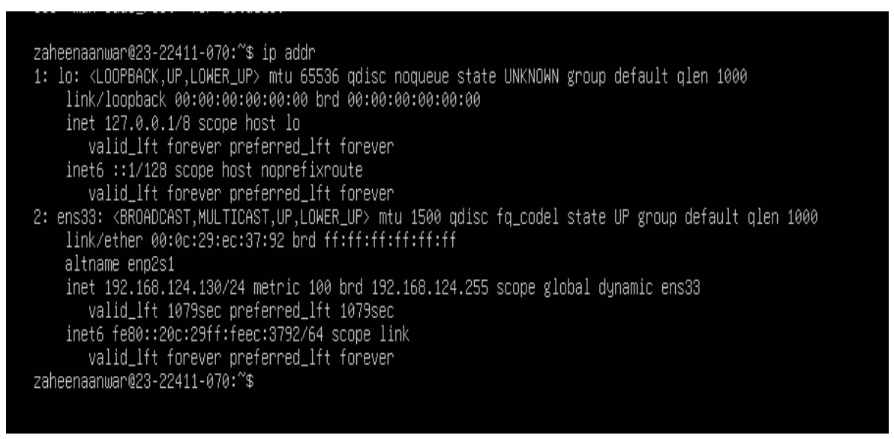 zaheenaanwar@23-22411-070:~$ ip addr
1: lo: <LOOPBACK,UP,LOWER_UP> mtu 65536 qdisc noqueue state UNKNOWN group default qlen 1000
    link/loopback 00:00:00:00:00:00 brd 00:00:00:00:00:00
    inet 127.0.0.1/8 scope host lo
       valid_lft forever preferred_lft forever
    inet6 ::1/128 scope host noprefixroute
       valid_lft forever preferred_lft forever
2: ens33: <BROADCAST,MULTICAST,UP,LOWER_UP> mtu 1500 qdisc fq_codel state UP group default qlen 1000
    link/ether 00:0c:29:ec:37:92 brd ff:ff:ff:ff:ff:ff
    altname enp2s1
    inet 192.168.124.130/24 metric 100 brd 192.168.124.255 scope global dynamic ens33
       valid_lft 1079sec preferred_lft 1079sec
    inet6 fe80::20c:29ff:feec:3792/64 scope link
       valid_lft forever preferred_lft forever
zaheenaanwar@23-22411-070:~$